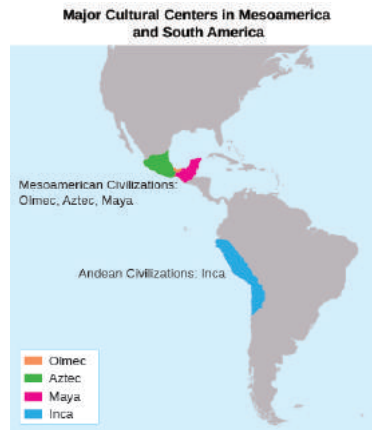 Major Cultural Centers in Mesoamerica
and South America
Mesoamerican Civilizations:
Olmec, Aztec, Maya
Andean Civilizations: Inca
Olmec
Aztec
Maya
Inca